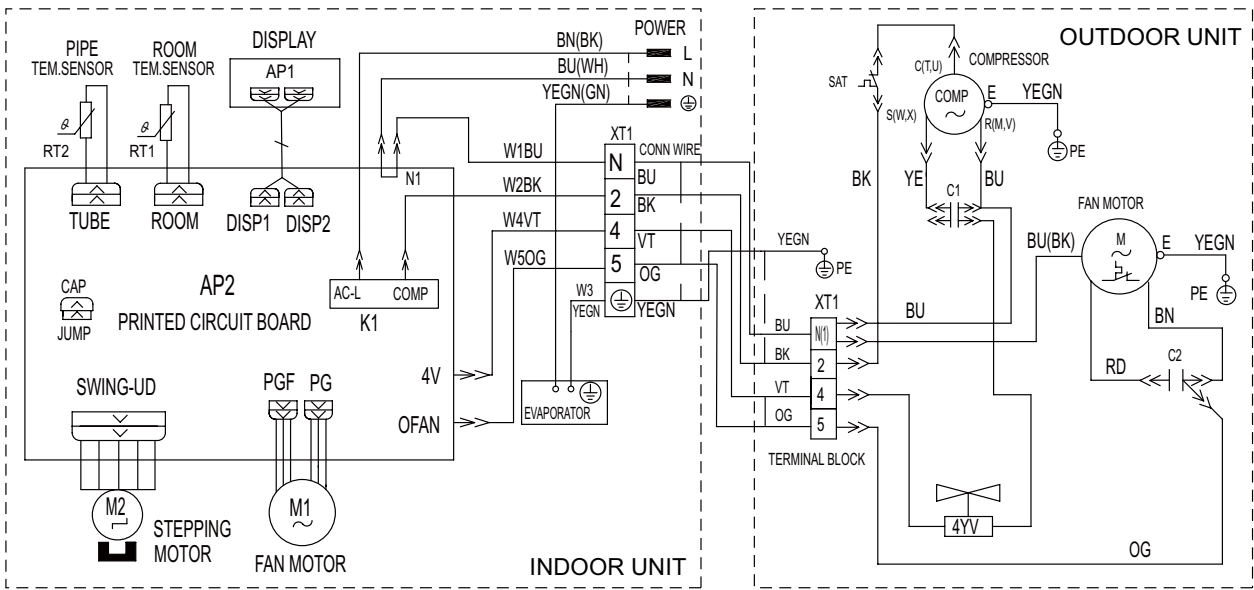 PIPE
TEM.SENSOR
ROOM
TEM.SENSOR
DISPLAY
AP1
θ
RT2
θ
RT1
TUBE
ROOM
DISP1
DISP2
BN(BK)
BU(WH)
YEGN(GN)
POWER
L
N
N1
W1BU
W2BK
W4VT
W5OG
W3
YEGN
XT1
N
2
4
5
CONN WIRE
BU
BK
VT
OG
YEGN
CAP
JUMP
AP2
PRINTED CIRCUIT BOARD
AC-L
COMP
K1
4V
OFAN
EVAPORATOR
SWING-UD
PGF
PG
M2
STEPPING
MOTOR
M1
FAN MOTOR
INDOOR UNIT
OUTDOOR UNIT
SAT
C(T,U)
COMPRESSOR
COMP
E
YEGN
S(W,X)
R(M,V)
PE
BK
YE
BU
C1
FAN MOTOR
M
E
YEGN
PE
BU(BK)
BN
RD
C2
YEGN
PE
XT1
BU
N(1)
BU
BK
2
VT
4
OG
5
TERMINAL BLOCK
4YV
OG